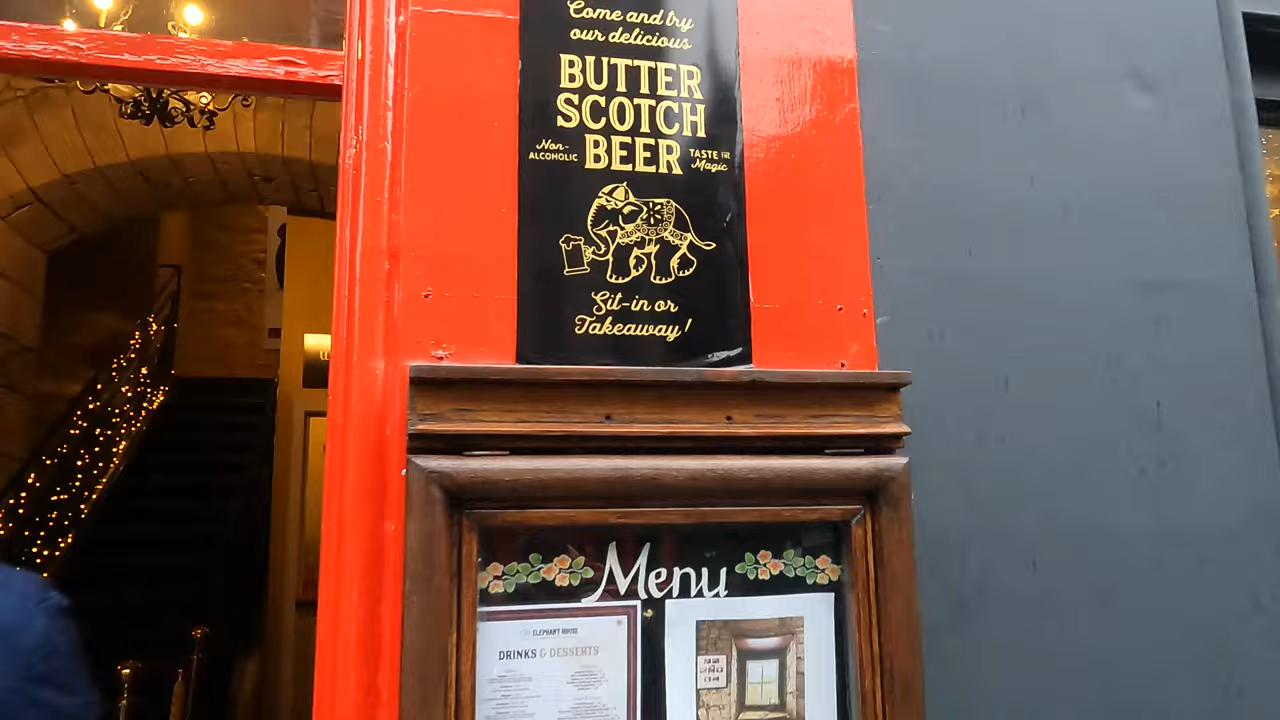 Come and try
our delicious
BUTTER
SCOTCH
BEER
Non-
ALCOHOLIC
TASTE THE
Magic
Sit-in or
Takeaway!
Menu
ELEPHANT HOUSE
DRINKS & DESSERTS